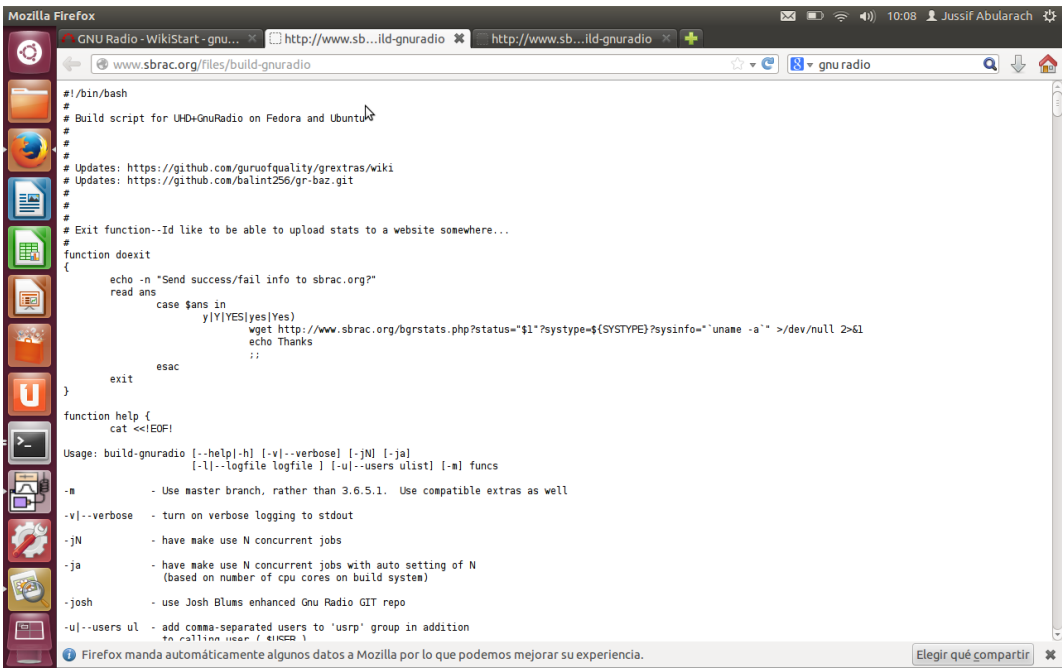 Mozilla Firefox
10:08 Jussif Abularach
GNU Radio - WikiStart - gnu...
http://www.sb...ild-gnuradio
http://www.sb...ild-gnuradio
www.sbrac.org/files/build-gnuradio
gnu radio
#!/bin/bash
#
# Build script for UHD+GnuRadio on Fedora and Ubuntu
#
#
#
# Updates: https://github.com/guruofquality/grextras/wiki
# Updates: https://github.com/balint256/gr-baz.git
#
#
#
# Exit function--Id like to be able to upload stats to a website somewhere...
#
function doexit
{
echo -n "Send success/fail info to sbrac.org?"
read ans
case $ans in
y|Y|YES|yes|Yes)
wget http://www.sbrac.org/bgrstats.php?status="$1"?systype=${SYSTYPE}?sysinfo="`uname -a`" >/dev/null 2>&1
echo Thanks
;;
esac
exit
}
function help {
cat <<!EOF!
Usage: build-gnuradio [--help|-h] [-v|--verbose] [-jN] [-ja]
[-l|--logfile logfile ] [-u|--users ulist] [-m] funcs
-m - Use master branch, rather than 3.6.5.1. Use compatible extras as well
-v|--verbose - turn on verbose logging to stdout
-jN - have make use N concurrent jobs
-ja - have make use N concurrent jobs with auto setting of N
(based on number of cpu cores on build system)
-josh - use Josh Blums enhanced Gnu Radio GIT repo
-u|--users ul - add comma-separated users to 'usrp' group in addition
to calling user ( $USER )
Firefox manda automáticamente algunos datos a Mozilla por lo que podemos mejorar su experiencia.
Elegir qué compartir